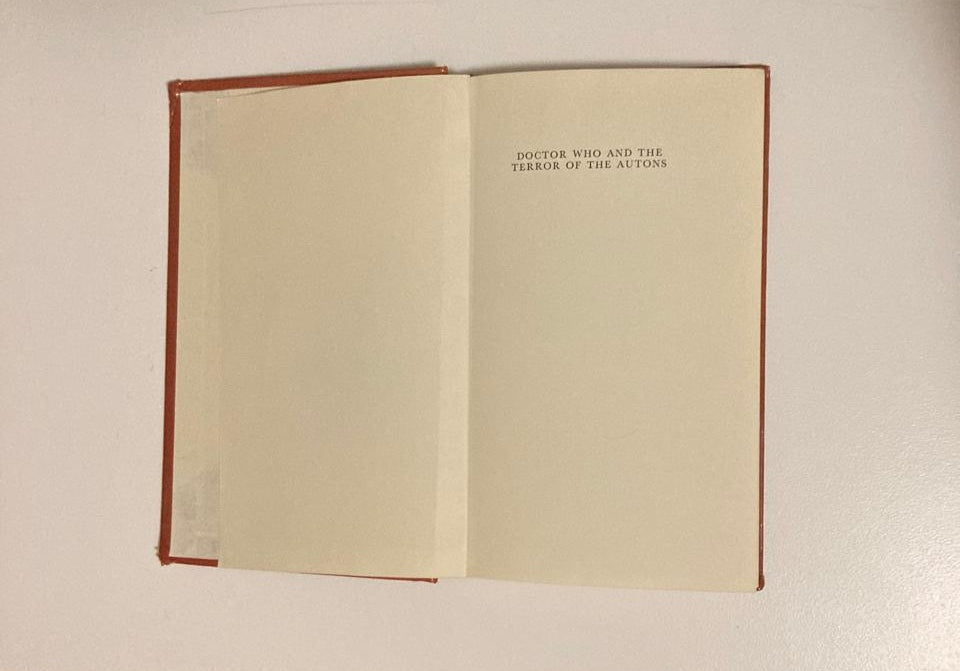 DOCTOR WHO AND THE
TERROR OF THE AUTONS